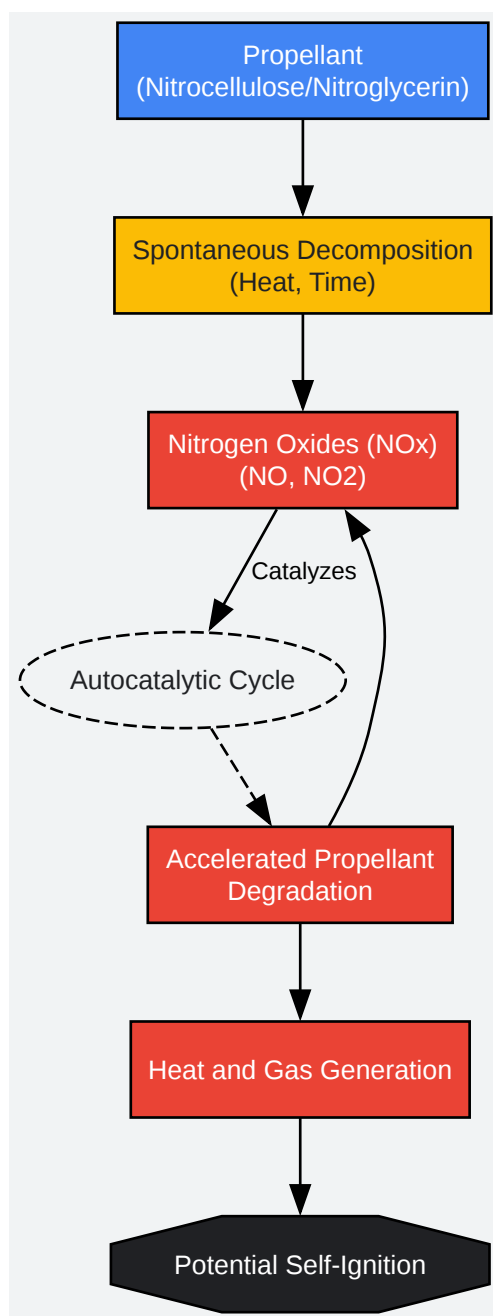 Propellant
(Nitrocellulose/Nitroglycerin)
Spontaneous Decomposition
(Heat, Time)
Nitrogen Oxides (NOx)
(NO, NO2)
Catalyzes
Autocatalytic Cycle
Accelerated Propellant
Degradation
Heat and Gas Generation
Potential Self-Ignition